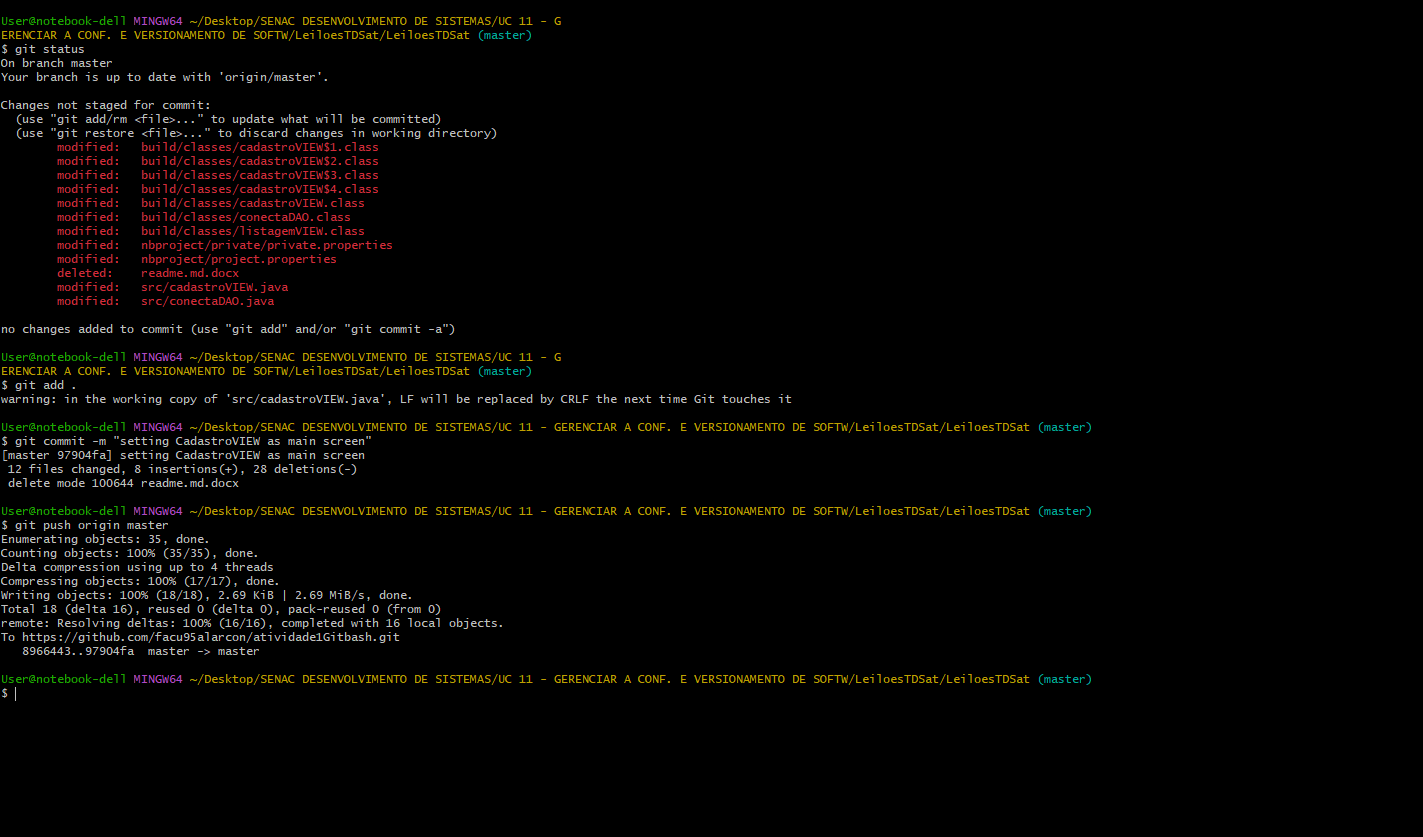 User@notebook-dell MINGW64 ~/Desktop/SENAC DESENVOLVIMENTO DE SISTEMAS/UC 11 - G
ERENCIAR A CONF. E VERSIONAMENTO DE SOFTW/LeiloesTDSat/LeiloesTDSat (master)
$ git status
On branch master
Your branch is up to date with 'origin/master'.

Changes not staged for commit:
  (use "git add/rm <file>..." to update what will be committed)
  (use "git restore <file>..." to discard changes in working directory)
        modified:   build/classes/cadastroVIEW$1.class
        modified:   build/classes/cadastroVIEW$2.class
        modified:   build/classes/cadastroVIEW$3.class
        modified:   build/classes/cadastroVIEW$4.class
        modified:   build/classes/cadastroVIEW.class
        modified:   build/classes/conectaDAO.class
        modified:   build/classes/listagemVIEW.class
        modified:   nbproject/private/private.properties
        modified:   nbproject/project.properties
        deleted:    readme.md.docx
        modified:   src/cadastroVIEW.java
        modified:   src/conectaDAO.java

no changes added to commit (use "git add" and/or "git commit -a")

User@notebook-dell MINGW64 ~/Desktop/SENAC DESENVOLVIMENTO DE SISTEMAS/UC 11 - G
ERENCIAR A CONF. E VERSIONAMENTO DE SOFTW/LeiloesTDSat/LeiloesTDSat (master)
$ git add .
warning: in the working copy of 'src/cadastroVIEW.java', LF will be replaced by CRLF the next time Git touches it

User@notebook-dell MINGW64 ~/Desktop/SENAC DESENVOLVIMENTO DE SISTEMAS/UC 11 - GERENCIAR A CONF. E VERSIONAMENTO DE SOFTW/LeiloesTDSat/LeiloesTDSat (master)
$ git commit -m "setting CadastroVIEW as main screen"
[master 97904fa] setting CadastroVIEW as main screen
 12 files changed, 8 insertions(+), 28 deletions(-)
 delete mode 100644 readme.md.docx

User@notebook-dell MINGW64 ~/Desktop/SENAC DESENVOLVIMENTO DE SISTEMAS/UC 11 - GERENCIAR A CONF. E VERSIONAMENTO DE SOFTW/LeiloesTDSat/LeiloesTDSat (master)
$ git push origin master
Enumerating objects: 35, done.
Counting objects: 100% (35/35), done.
Delta compression using up to 4 threads
Compressing objects: 100% (17/17), done.
Writing objects: 100% (18/18), 2.69 KiB | 2.69 MiB/s, done.
Total 18 (delta 16), reused 0 (delta 0), pack-reused 0 (from 0)
remote: Resolving deltas: 100% (16/16), completed with 16 local objects.
To https://github.com/facu95alarcon/atividade1Gitbash.git
   8966443..97904fa  master -> master

User@notebook-dell MINGW64 ~/Desktop/SENAC DESENVOLVIMENTO DE SISTEMAS/UC 11 - GERENCIAR A CONF. E VERSIONAMENTO DE SOFTW/LeiloesTDSat/LeiloesTDSat (master)
$